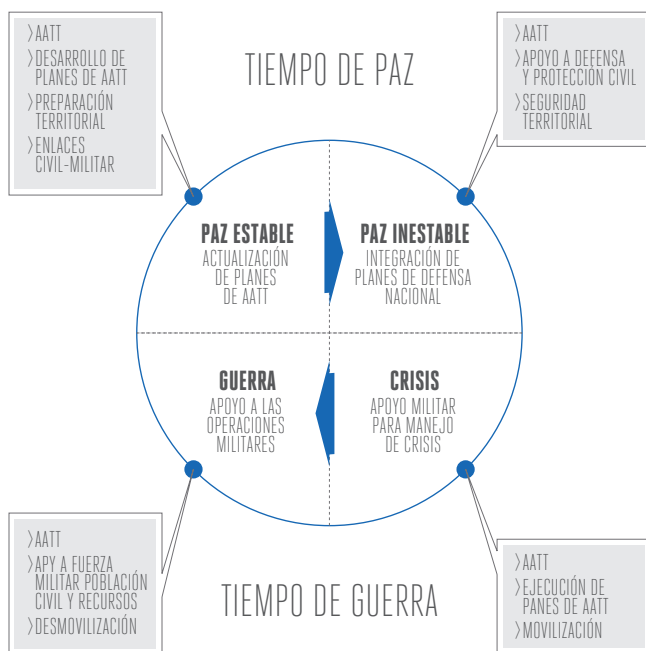 >AATT
>DESARROLLO DE
PLANES DE AATT
>PREPARACIÓN
TERRITORIAL
>ENLACES
CIVIL-MILITAR
TIEMPO DE PAZ
>AATT
>APOYO A DEFENSA
Y PROTECCIÓN CIVIL
>SEGURIDAD
TERRITORIAL
PAZ ESTABLE
ACTUALIZACIÓN
DE PLANES
DE AATT
PAZ INESTABLE
INTEGRACIÓN DE
PLANES DE DEFENSA
NACIONAL
GUERRA
APOYO A LAS
OPERACIONES
MILITARES
CRISIS
APOYO MILITAR
PARA MANEJO
DE CRISIS
>AATT
>APY A FUERZA
MILITAR POBLACIÓN
CIVIL Y RECURSOS
>DESMOVILIZACIÓN
TIEMPO DE GUERRA
>AATT
>EJECUCIÓN DE
PANES DE AATT
>MOVILIZACIÓN